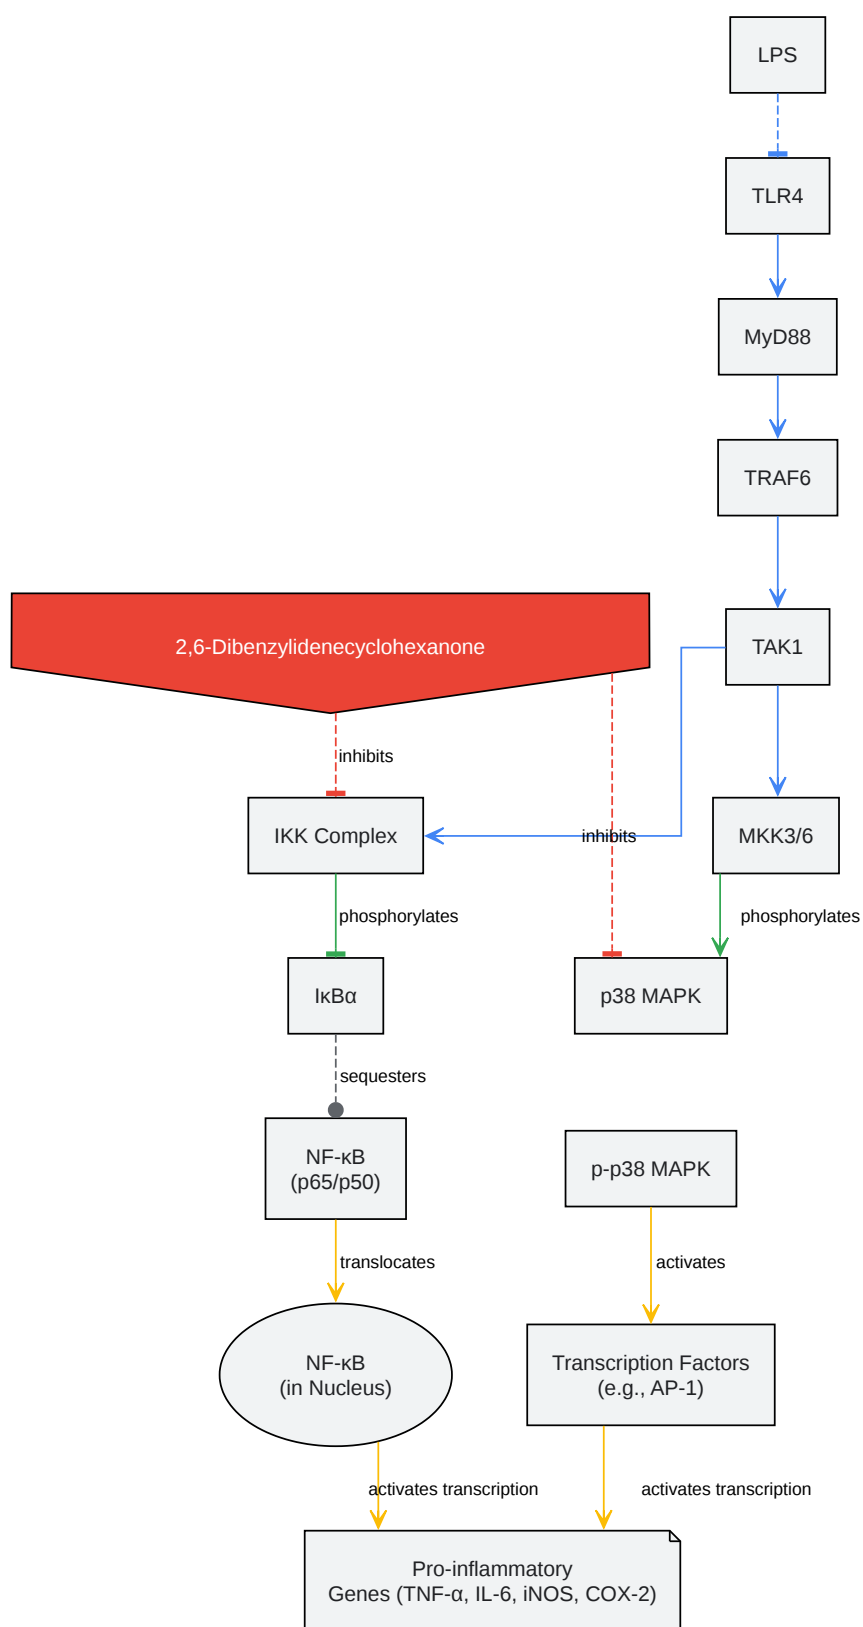 LPS
TLR4
MyD88
TRAF6
2,6-Dibenzylidenecyclohexanone
TAK1
inhibits
IKK Complex
inhibits
MKK3/6
phosphorylates
phosphorylates
IκBα
p38 MAPK
sequesters
NF-κB
(p65/p50)
p-p38 MAPK
translocates
activates
NF-κB
(in Nucleus)
Transcription Factors
(e.g., AP-1)
activates transcription
activates transcription
Pro-inflammatory
Genes (TNF-α, IL-6, iNOS, COX-2)